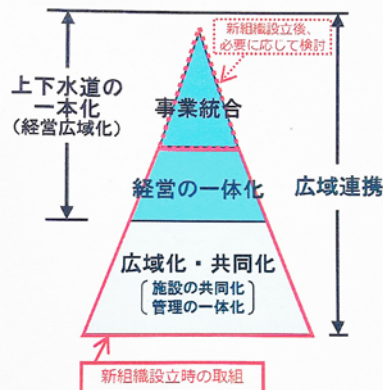 新組織設立後、
必要に応じて検討
上下水道の
一本化
(経営広域化)
事業統合
経営の一体化
広域連携
広域化・共同化
施設の共同化
管理の一体化
新組織設立時の取組